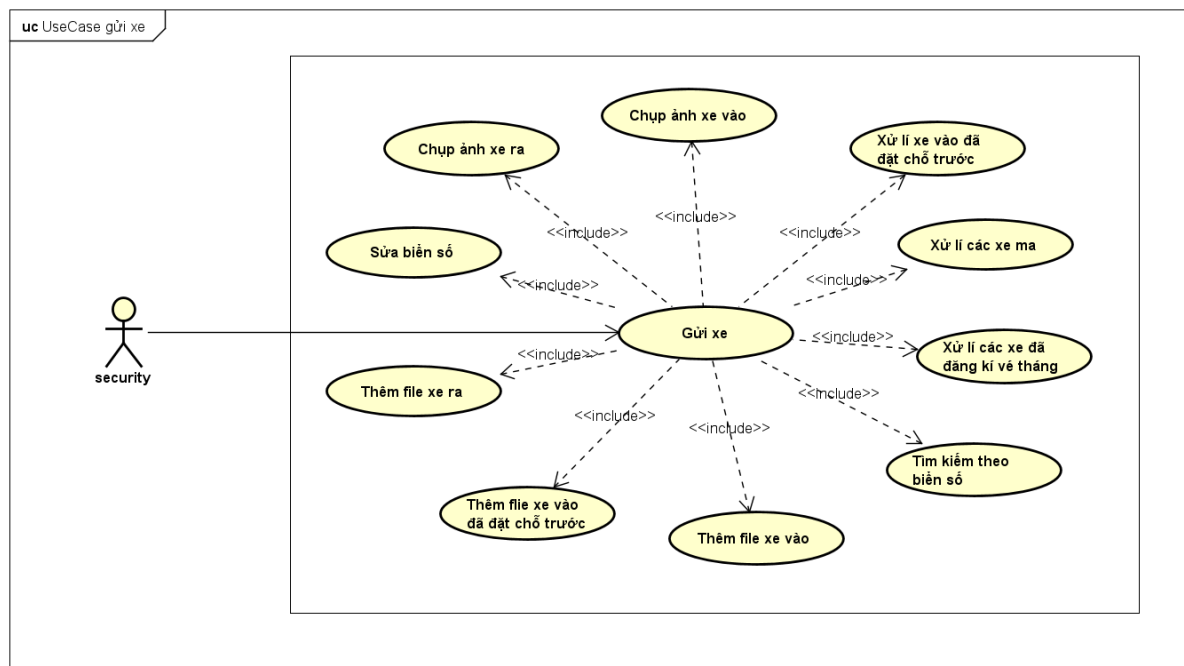 uc UseCase gửi xe
Chụp ảnh xe vào
Chụp ảnh xe ra
Xử lí xe vào đã
đặt chỗ trước
<<include>>
<<include>>
<<include>>
Sửa biển số
Xử lí các xe ma
<<include>>
<<include>>
Gửi xe
<<include>>
Xử lí các xe đã
đăng kí vé tháng
<<include>>
security
Thêm file xe ra
<<include>>
<<include>>
<<include>>
Tìm kiếm theo
biển số
Thêm flie xe vào
đã đặt chỗ trước
Thêm file xe vào